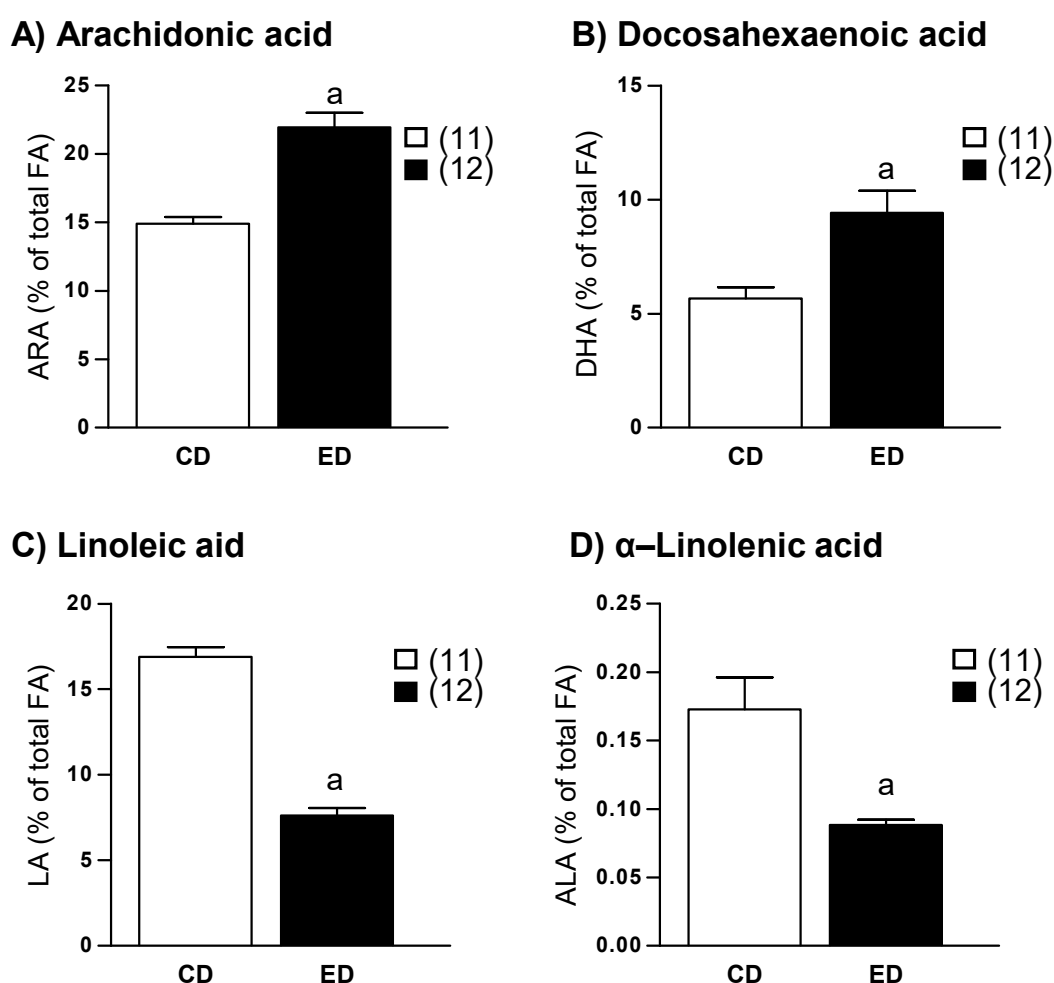 A) Arachidonic acid
ARA (% of total FA)
25
20
15
10
5
0
a
(11)
(12)
CD ED
B) Docosahexaenoic acid
DHA (% of total FA)
15
10
5
0
a
(11)
(12)
CD ED
C) Linoleic aid
LA (% of total FA)
20
15
10
5
0
a
(11)
(12)
CD ED
D) α–Linolenic acid
ALA (% of total FA)
0.25
0.20
0.15
0.10
0.05
0.00
a
(11)
(12)
CD ED